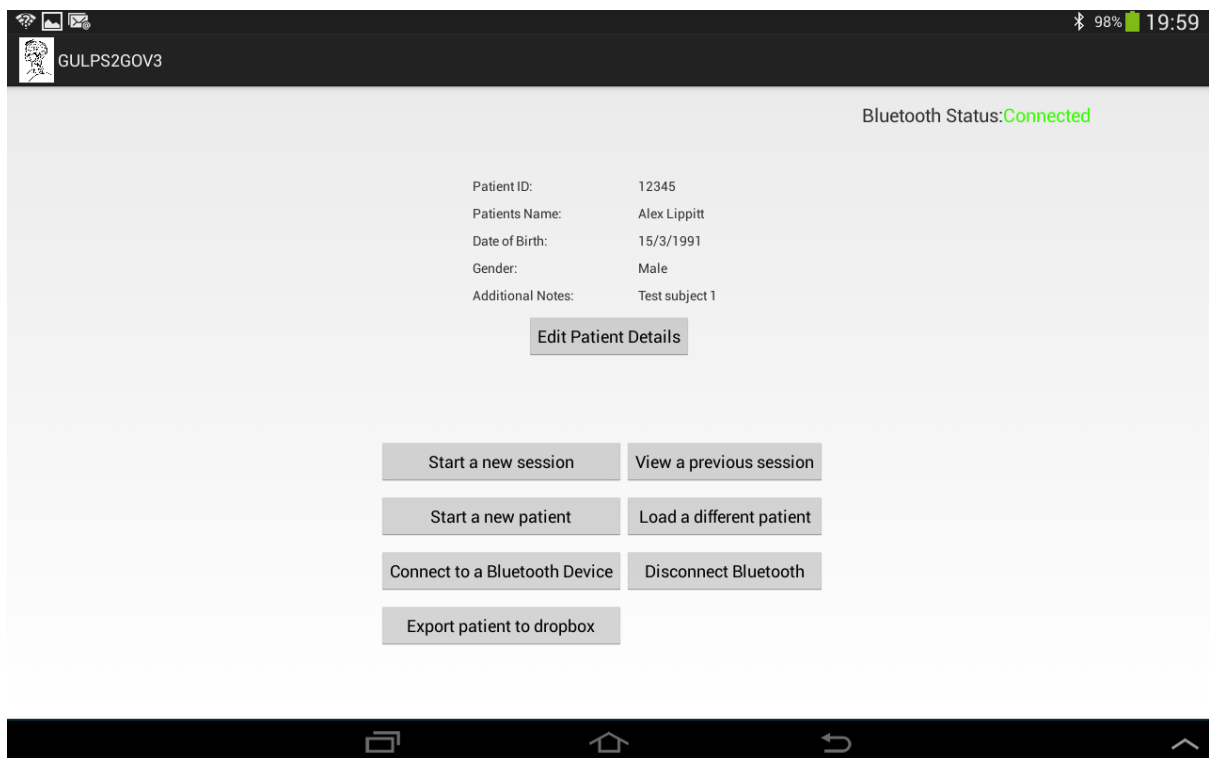 98% 19:59
GULPS2GOV3
Bluetooth Status:Connected
Patient ID: 12345
Patients Name: Alex Lippitt
Date of Birth: 15/3/1991
Gender: Male
Additional Notes: Test subject 1
Edit Patient Details
Start a new session View a previous session
Start a new patient Load a different patient
Connect to a Bluetooth Device Disconnect Bluetooth
Export patient to dropbox